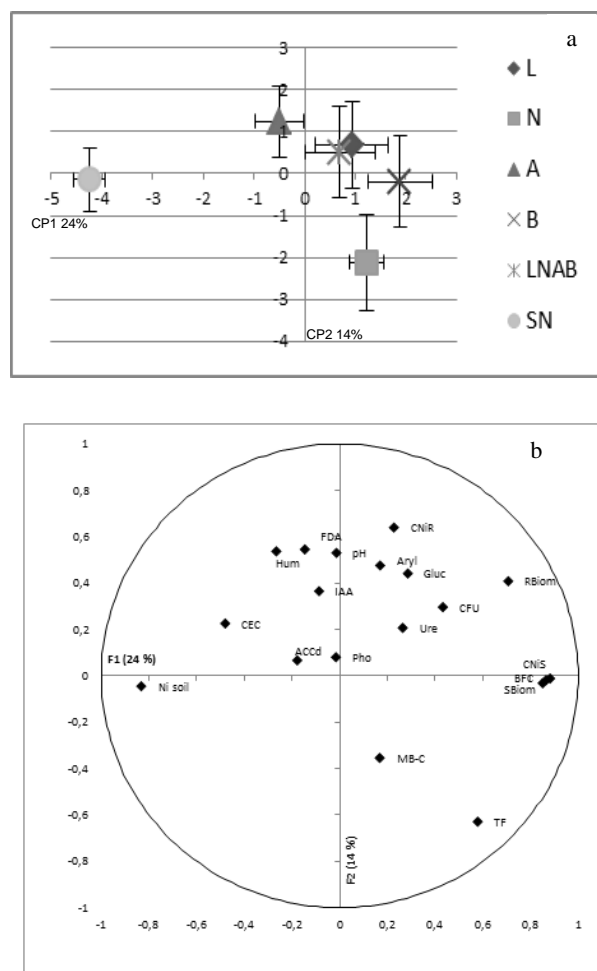 a
3
2
1
0
-1
-2
-3
-4
-5 -4 -3 -2 -1 0 1 2 3
CP1 24%
CP2 14%
L
N
A
B
LNAB
SN
b
1
0,8
0,6
0,4
0,2
0
-0,2
-0,4
-0,6
-0,8
-1
-1 -0,8 -0,6 -0,4 -0,2 0 0,2 0,4 0,6 0,8 1
F1 (24 %)
F2 (14 %)
CNiR
FDA
Hum
pH
Aryl
Gluc
RBiom
IAA
CFU
CEC
Ure
ACCd
Pho
CNiS
BFC
SBiom
Ni soil
MB-C
TF